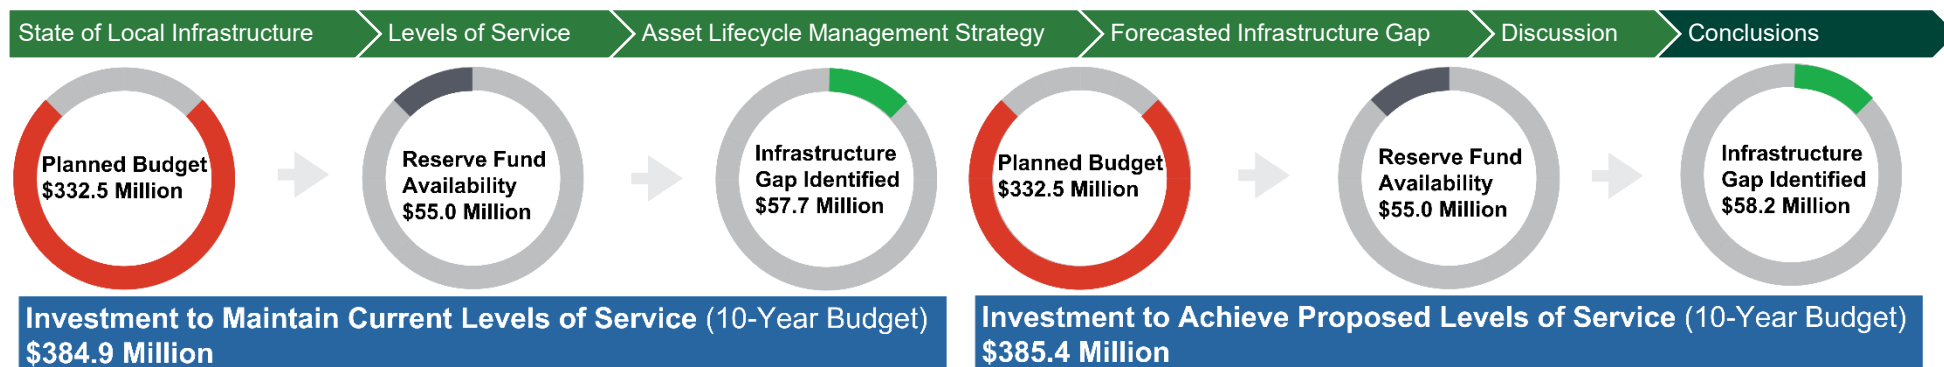 State of Local Infrastructure
Levels of Service
Asset Lifecycle Management Strategy
Forecasted Infrastructure Gap
Discussion
Conclusions
Planned Budget
$332.5 Million
Reserve Fund
Availability
$55.0 Million
Infrastructure
Gap Identified
$57.7 Million
Investment to Maintain Current Levels of Service (10-Year Budget)
$384.9 Million
Planned Budget
$332.5 Million
Reserve Fund
Availability
$55.0 Million
Infrastructure
Gap Identified
$58.2 Million
Investment to Achieve Proposed Levels of Service (10-Year Budget)
$385.4 Million